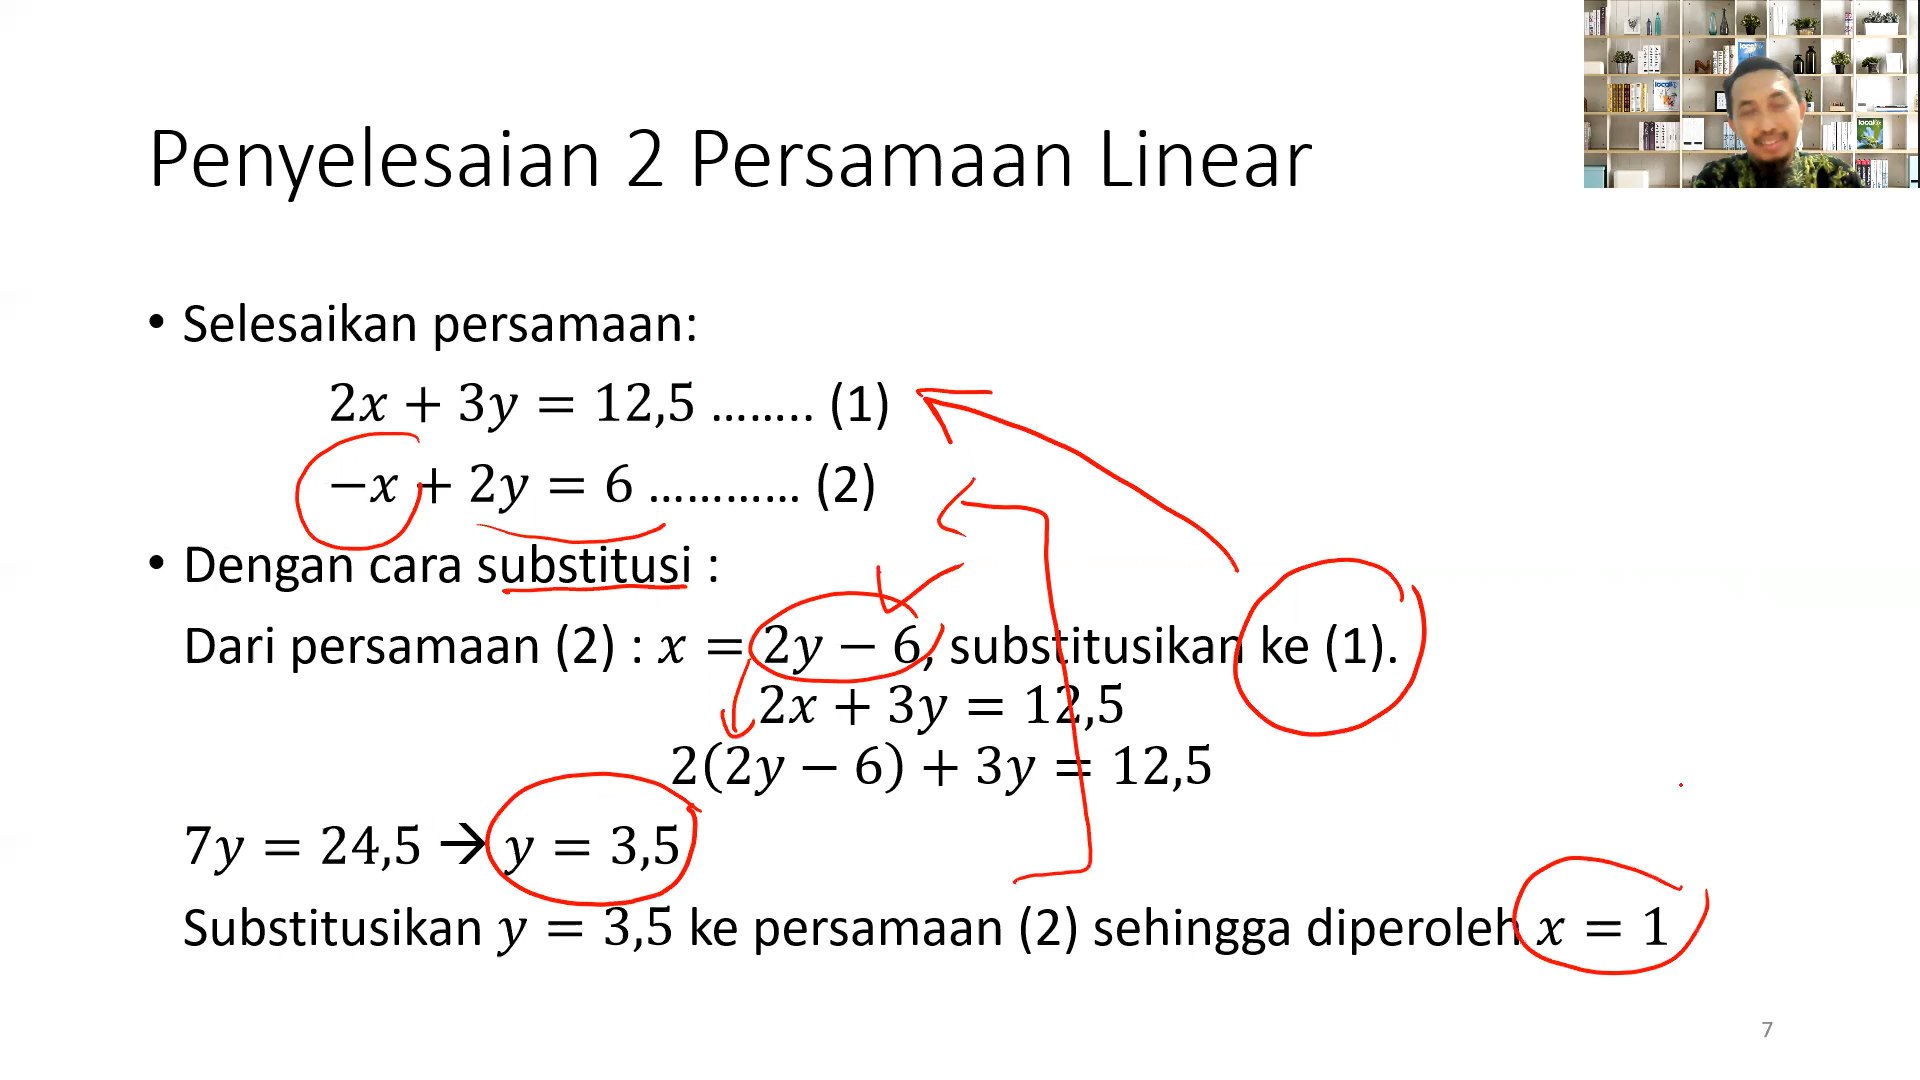 Penyelesaian 2 Persamaan Linear
• Selesaikan persamaan:
2x + 3y = 12,5 …….. (1)
−x + 2y = 6 ………… (2)
• Dengan cara substitusi :
Dari persamaan (2) : x = 2y − 6, substitusikan ke (1).
2x + 3y = 12,5
2(2y − 6) + 3y = 12,5
7y = 24,5 → y = 3,5
Substitusikan y = 3,5 ke persamaan (2) sehingga diperoleh x = 1
7